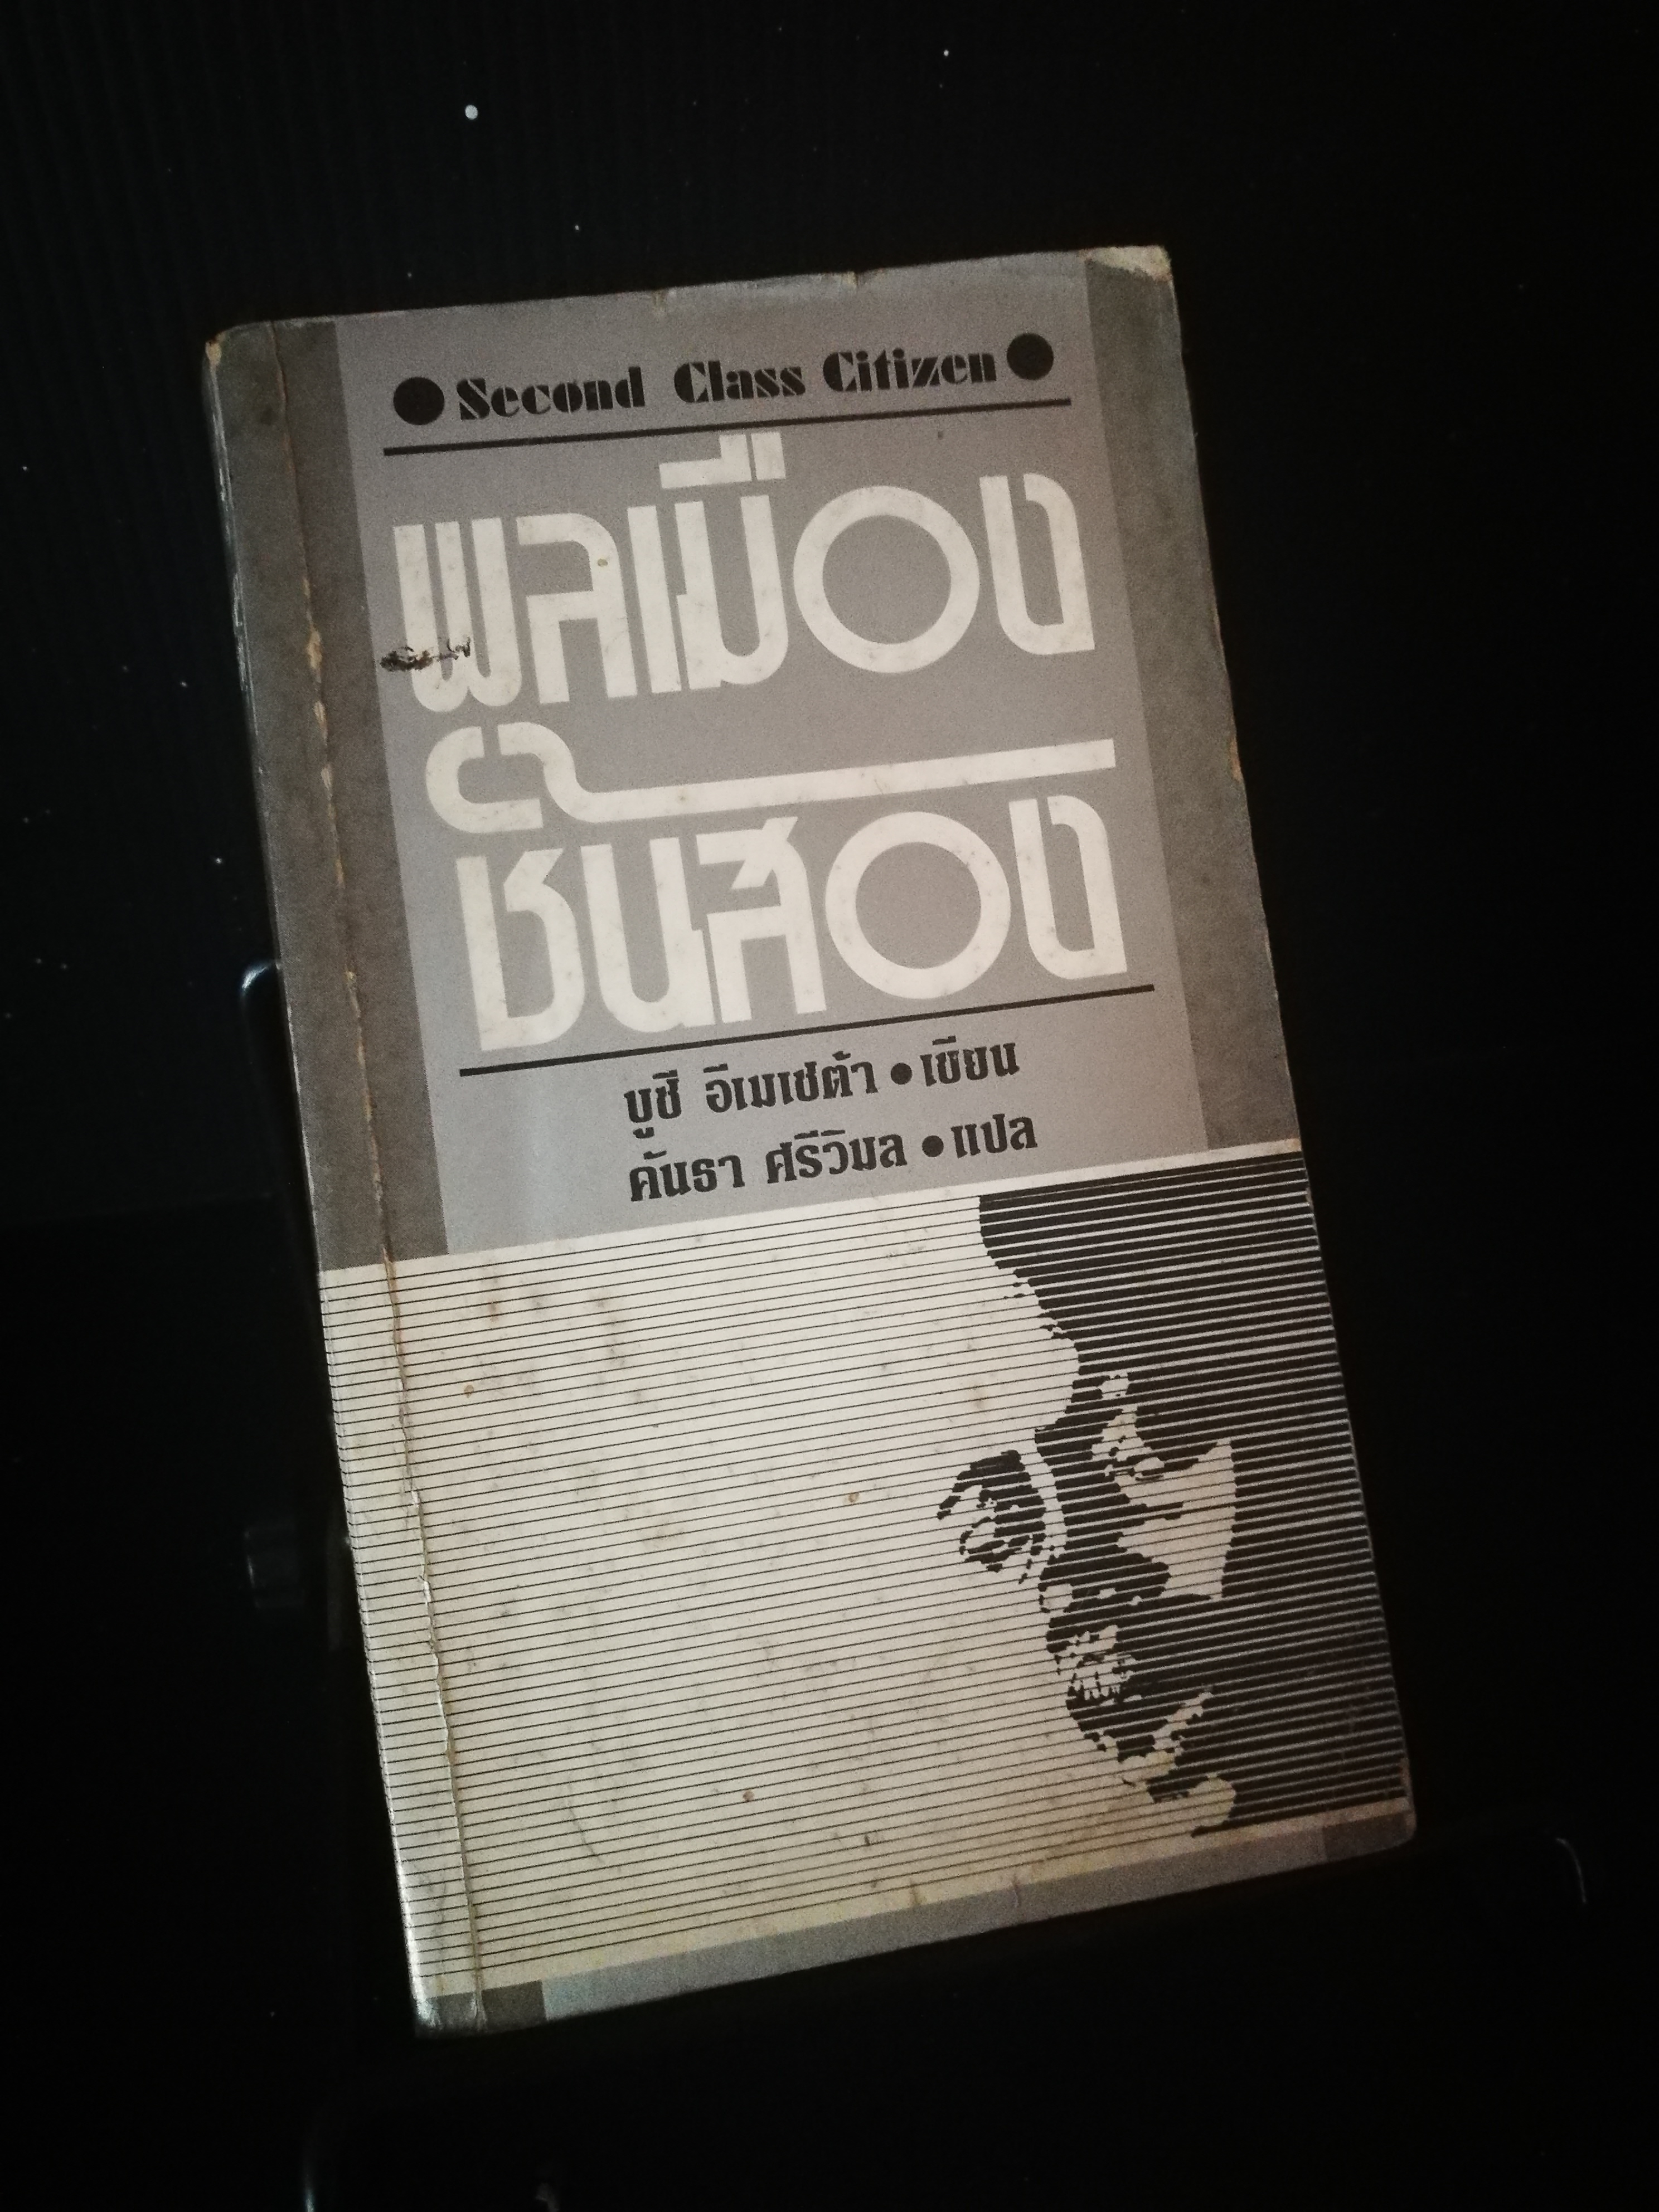 ● Second Class Citizen ●
พลเมือง
ชั้นสอง
บูซี อีเมเชต้า ● เขียน
คันธา ศรีวิมล ● แปล